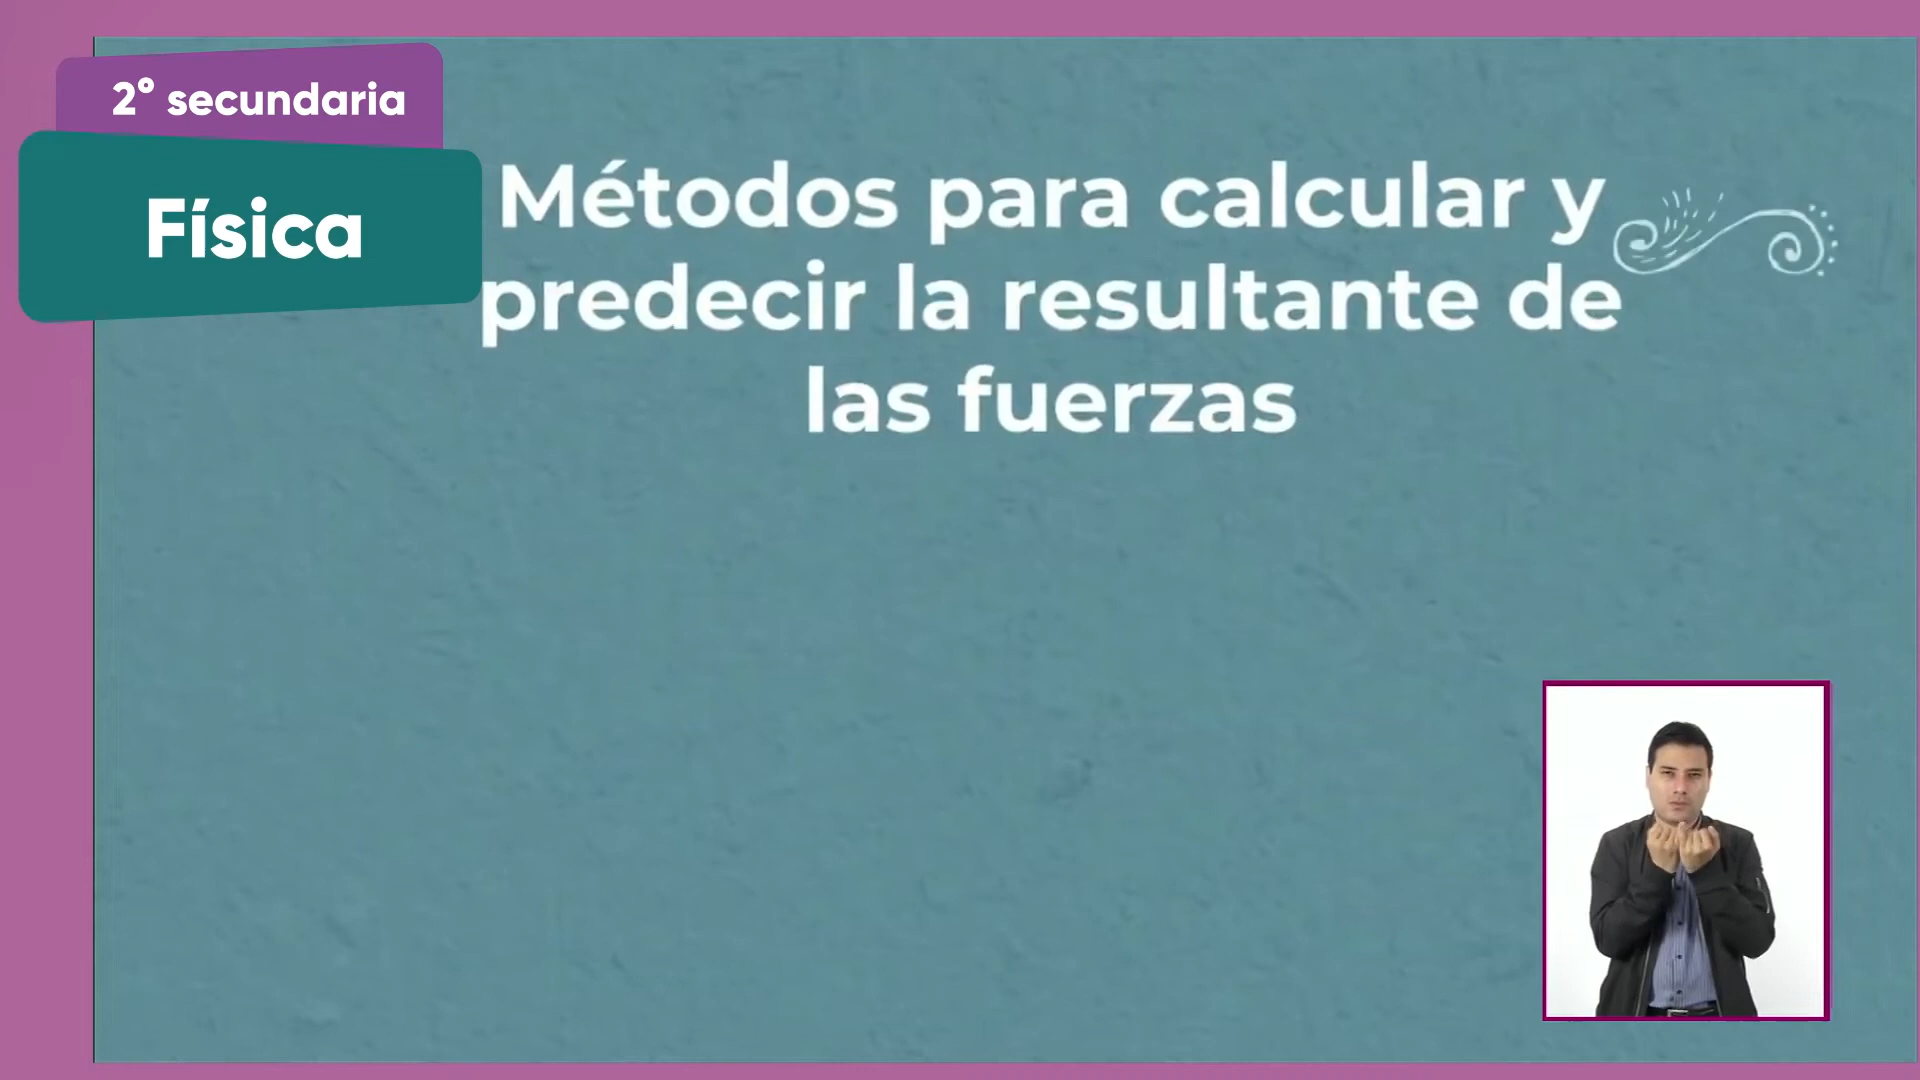 2° secundaria
Física
Métodos para calcular y
predecir la resultante de
las fuerzas